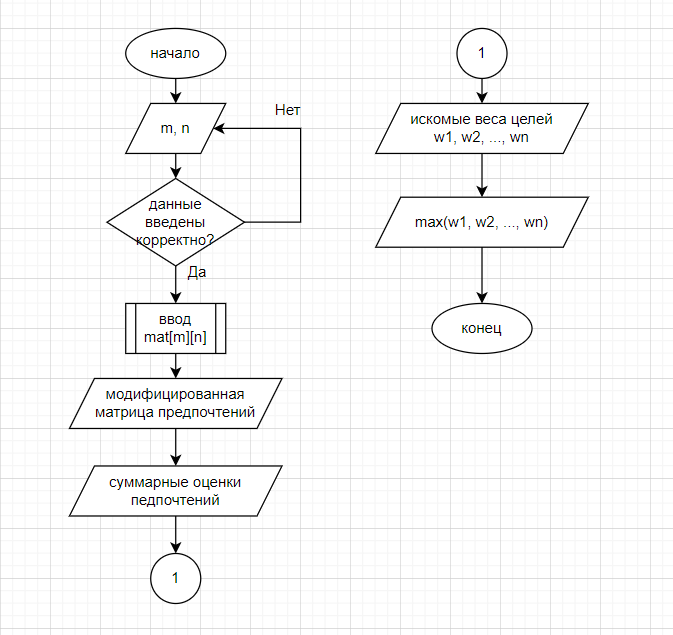 начало
m, n
Нет
данные
введены
корректно?
Да
ввод
mat[m][n]
модифицированная
матрица предпочтений
суммарные оценки
педпочтений
1
1
искомые веса целей
w1, w2, ..., wn
max(w1, w2, ..., wn)
конец